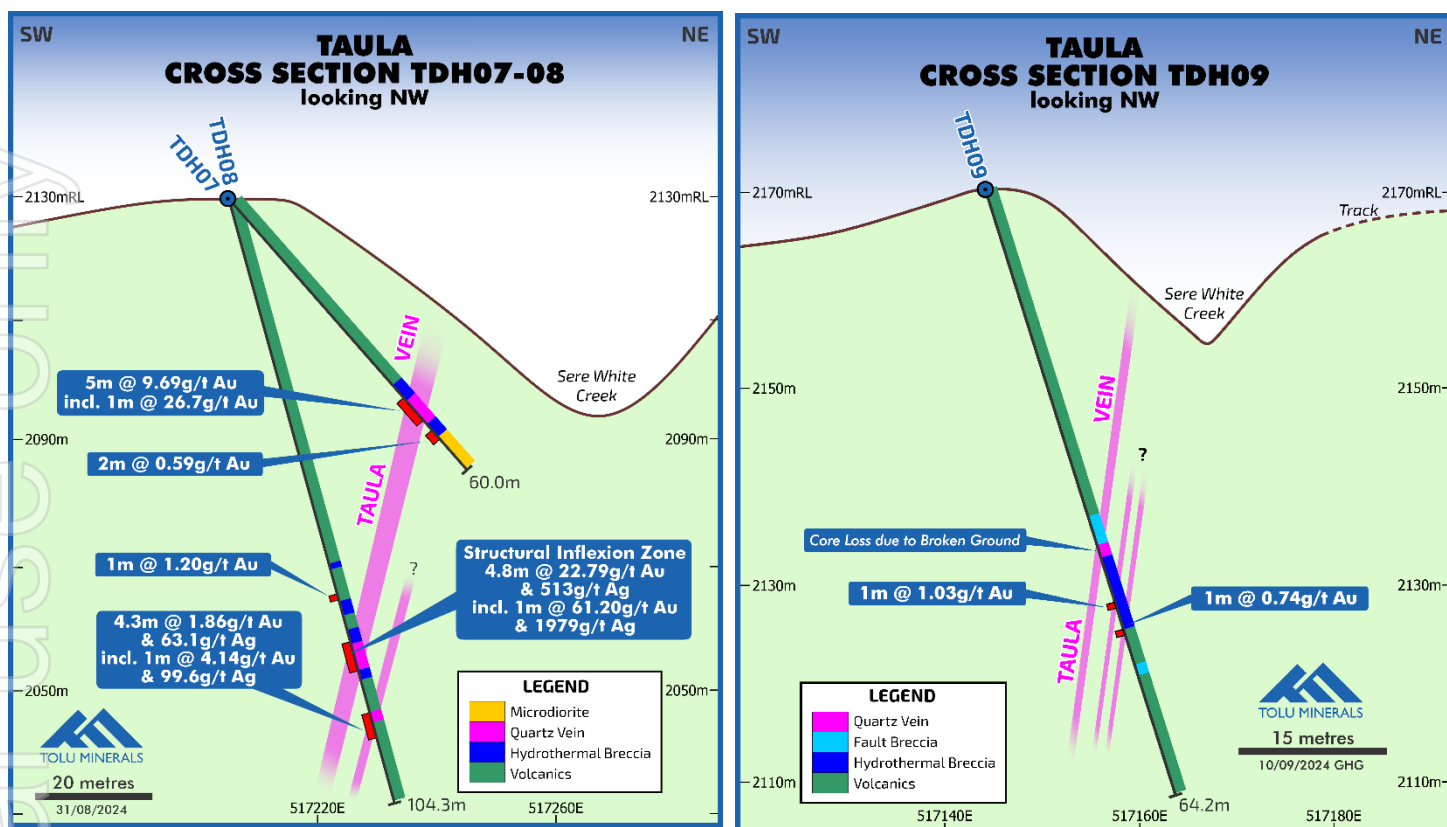 SW
NE
TAULA
CROSS SECTION TDH07-08
looking NW
TDH07
TDH08
2130mRL
2130mRL
VEIN
Sere White
Creek
5m @ 9.69g/t Au
incl. 1m @ 26.7g/t Au
2090m
2090m
2m @ 0.59g/t Au
60.0m
TAULA
1m @ 1.20g/t Au
?
Structural Inflexion Zone
4.8m @ 22.79g/t Au
& 513g/t Ag
incl. 1m @ 61.20g/t Au
& 1979g/t Ag
4.3m @ 1.86g/t Au
& 63.1g/t Ag
incl. 1m @ 4.14g/t Au
& 99.6g/t Ag
2050m
2050m
LEGEND
Microdiorite
Quartz Vein
Hydrothermal Breccia
Volcanics
TOLU MINERALS
20 metres
31/08/2024
104.3m
517220E
517260E
SW
NE
TAULA
CROSS SECTION TDH09
looking NW
TDH09
2170mRL
2170mRL
Track
Sere White
Creek
VEIN
2150m
2150m
?
Core Loss due to Broken Ground
2130m
2130m
1m @ 1.03g/t Au
1m @ 0.74g/t Au
TAULA
LEGEND
Quartz Vein
Fault Breccia
Hydrothermal Breccia
Volcanics
TOLU MINERALS
15 metres
10/09/2024 GHG
2110m
2110m
64.2m
517140E
517160E
517180E